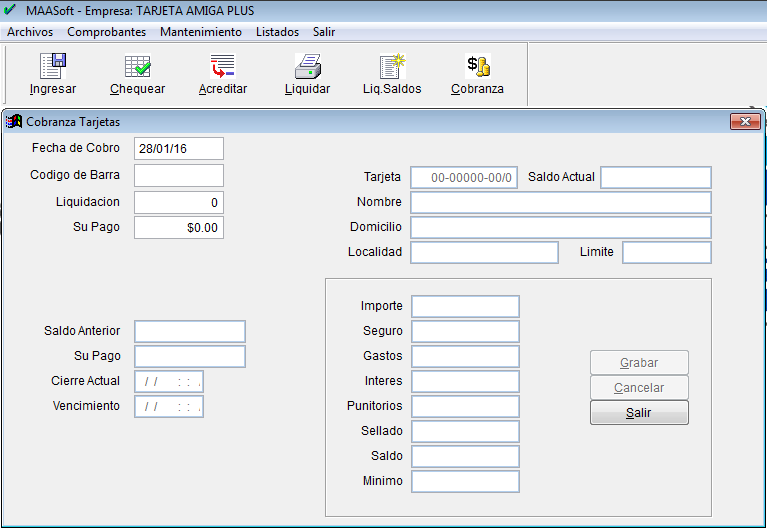 MAASoft - Empresa: TARJETA AMIGA PLUS
Archivos Comprobantes Mantenimiento Listados Salir
Ingresar Chequear Acreditar Liquidar Liq.Saldos Cobranza
Cobranza Tarjetas
Fecha de Cobro 28/01/16
Codigo de Barra
Liquidacion 0
Su Pago $0.00
Tarjeta 00-00000-00/0 Saldo Actual
Nombre
Domicilio
Localidad Limite
Saldo Anterior
Su Pago
Cierre Actual / / : : .
Vencimiento / / : : .
Importe
Seguro
Gastos
Interes
Punitorios
Sellado
Saldo
Minimo
Grabar
Cancelar
Salir